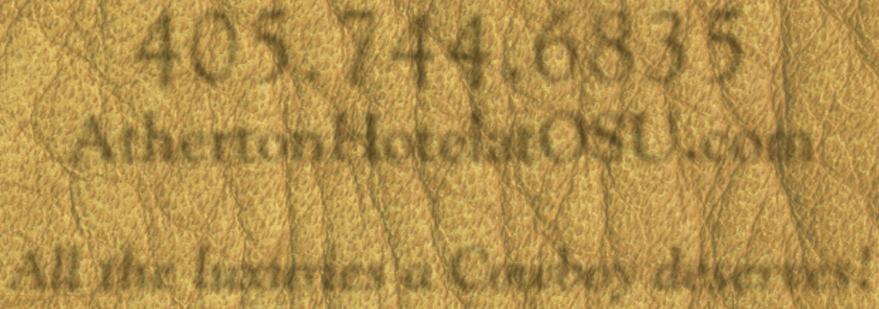 405.744.6835
AthertonHotelatOSU.com
All the luxuries a Cowboy deserves!